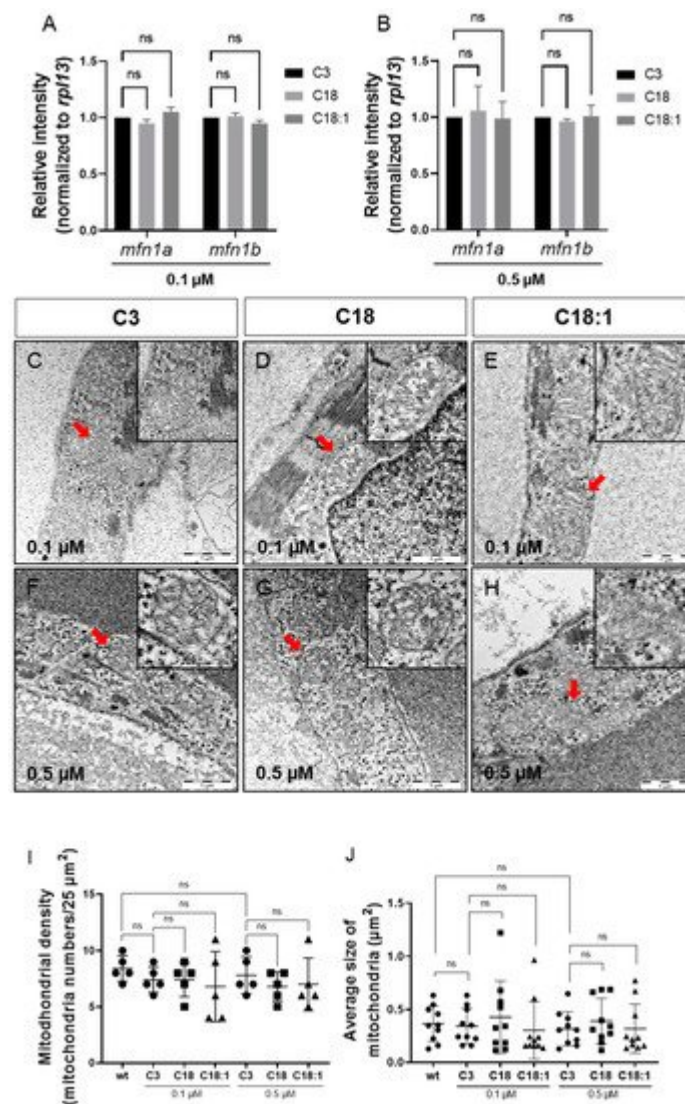 A
Relative intensity
(normalized to rpl13)
1.5
1.0
0.5
0.0
ns
ns
ns
ns
mfn1a
mfn1b
0.1 µM
C3
C18
C18:1
B
Relative intensity
(normalized to rpl13)
1.5
1.0
0.5
0.0
ns
ns
ns
ns
mfn1a
mfn1b
0.5 µM
C3
C18
C18:1
C3
C18
C18:1
C
0.1 µM
D
0.1 µM
E
0.1 µM
F
0.5 µM
G
0.5 µM
H
0.5 µM
I
Mitodhondrial density
(mitochondria numbers/25 µm²)
15
10
5
0
ns
ns
ns
ns
ns
ns
wt
C3
C18
C18:1
C3
C18
C18:1
0.1 µM
0.5 µM
J
Average size of
mitochondria (µm²)
1.5
1.0
0.5
0.0
ns
ns
ns
ns
ns
ns
wt
C3
C18
C18:1
C3
C18
C18:1
0.1 µM
0.5 µM